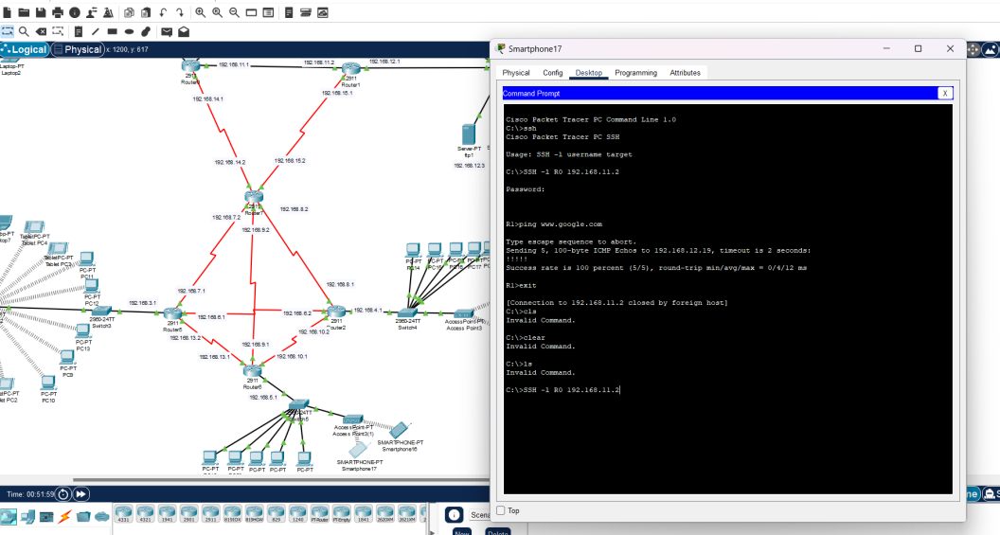 Logical
Physical
x: 1200, y: 617
Laptop-PT
Laptop2
192.168.11.1
192.168.11.2
192.168.12.1
2911
2911
Router1
192.168.14.1
192.168.15.1
Server-PT
ftp1
192.168.12.3
192.168.14.2
192.168.15.2
2911
Router7
192.168.8.2
192.168.7.2
192.168.9.2
TabletPC-PT
Tablet PC4
TabletPC-PT
Tablet PC3
PC-PT
PC11
PC-PT
PC12
192.168.7.1
192.168.8.1
192.168.3.1
2960-24TT
Switch3
2911
Router5
192.168.6.1
192.168.6.2
2911
192.168.4.1
2960-24TT
Switch4
Access Point3
192.168.13.2
192.168.10.2
PC-PT
PC13
192.168.9.1
192.168.13.1
192.168.10.1
PC-PT
PC9
2911
Router6
PC-PT
PC10
192.168.5.1
AccessPoint-PT
Access Point3(1)
SMARTPHONE-PT
Smartphone16
SMARTPHONE-PT
Smartphone17
PC-PT
PC-PT
PC-PT
PC-PT
PC-PT
Time: 00:51:59
4331
4321
1941
2901
2911
819IOX
819HGW
829
1240
PT-Router
PT-Empty
1841
2620XM
2621XM
New
Delete
Smartphone17
Physical
Config
Desktop
Programming
Attributes
Command Prompt
X
Cisco Packet Tracer PC Command Line 1.0
C:\>ssh
Cisco Packet Tracer PC SSH
Usage: SSH -l username target
C:\>SSH -l R0 192.168.11.2
Password:
R1>ping www.google.com
Type escape sequence to abort.
Sending 5, 100-byte ICMP Echos to 192.168.12.19, timeout is 2 seconds:
!!!!!
Success rate is 100 percent (5/5), round-trip min/avg/max = 0/4/12 ms
R1>exit
[Connection to 192.168.11.2 closed by foreign host]
C:\>cls
Invalid Command.
C:\>clear
Invalid Command.
C:\>ls
Invalid Command.
C:\>SSH -l R0 192.168.11.2
Top